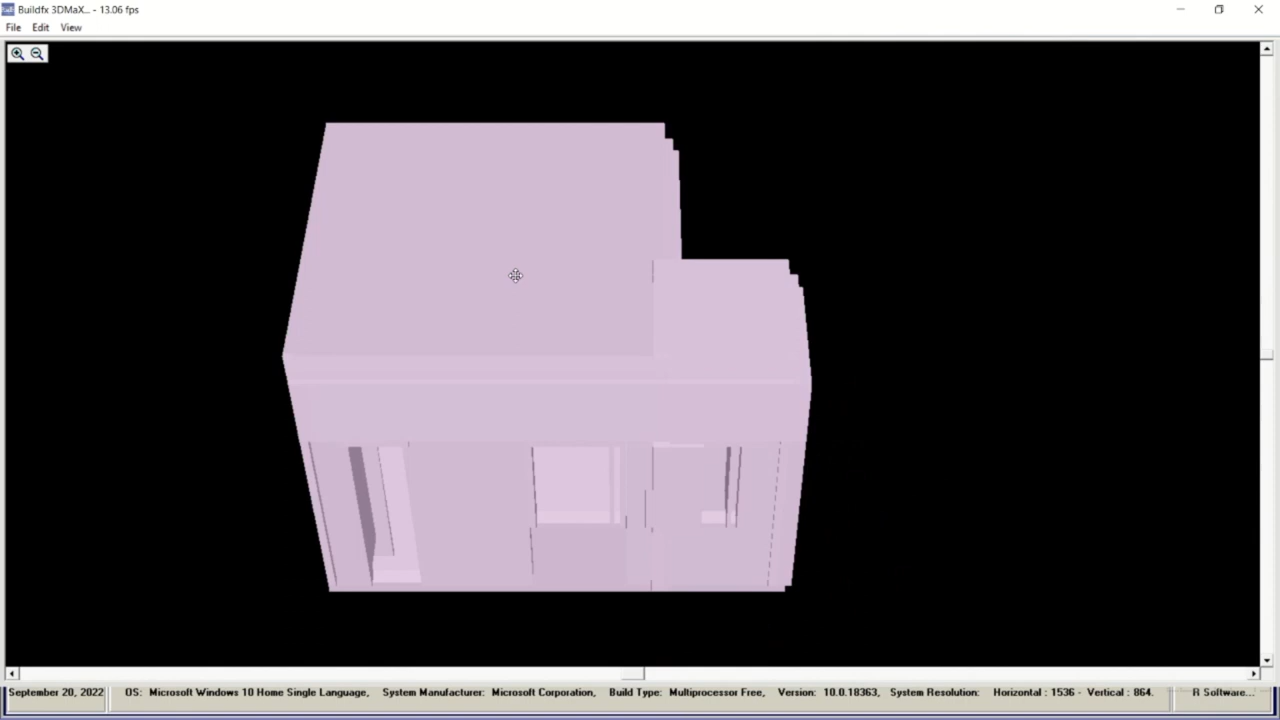 Buildfx 3DMaX... - 13.06 fps
File Edit View
September 20, 2022 OS: Microsoft Windows 10 Home Single Language, System Manufacturer: Microsoft Corporation, Build Type: Multiprocessor Free, Version: 10.0.18363, System Resolution: Horizontal : 1536 - Vertical : 864. R Software...